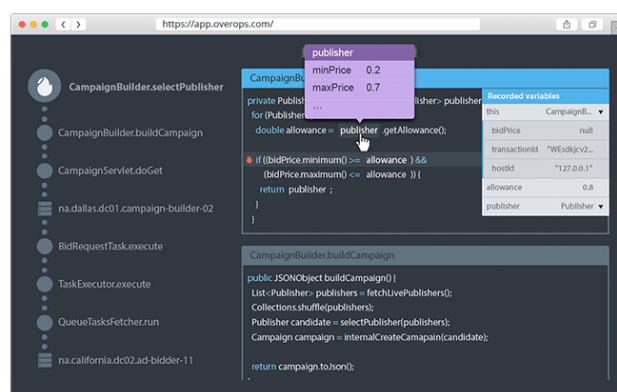 https://app.overops.com/
CampaignBuilder.selectPublisher
CampaignBuilder.buildCampaign
CampaignServlet.doGet
na.dallas.dc01.campaign-builder-02
BidRequestTask.execute
TaskExecutor.execute
QueueTasksFetcher.run
na.california.dc02.ad-bidder-11
publisher
minPrice 0.2
maxPrice 0.7
...
CampaignBu
private Publish lisher> publisher
for (Publishe
double allowance = publisher .getAllowance();
if ((bidPrice.minimum() >= allowance ) &&
(bidPrice.maximum() <= allowance )) {
return publisher ;
}
}
Recorded variables
this CampaignB...
bidPrice null
transactionId "WEsdkjcv2...
hostId "127.0.0.1"
allowance 0.8
publisher Publisher
CampaignBuilder.buildCampaign
public JSONObject buildCampaign() {
List<Publisher> publishers = fetchLivePublishers();
Collections.shuffle(publishers);
Publisher candidate = selectPublisher(publishers);
Campaign campaign = internalCreateCamapain(candidate);
return campaign.toJson();